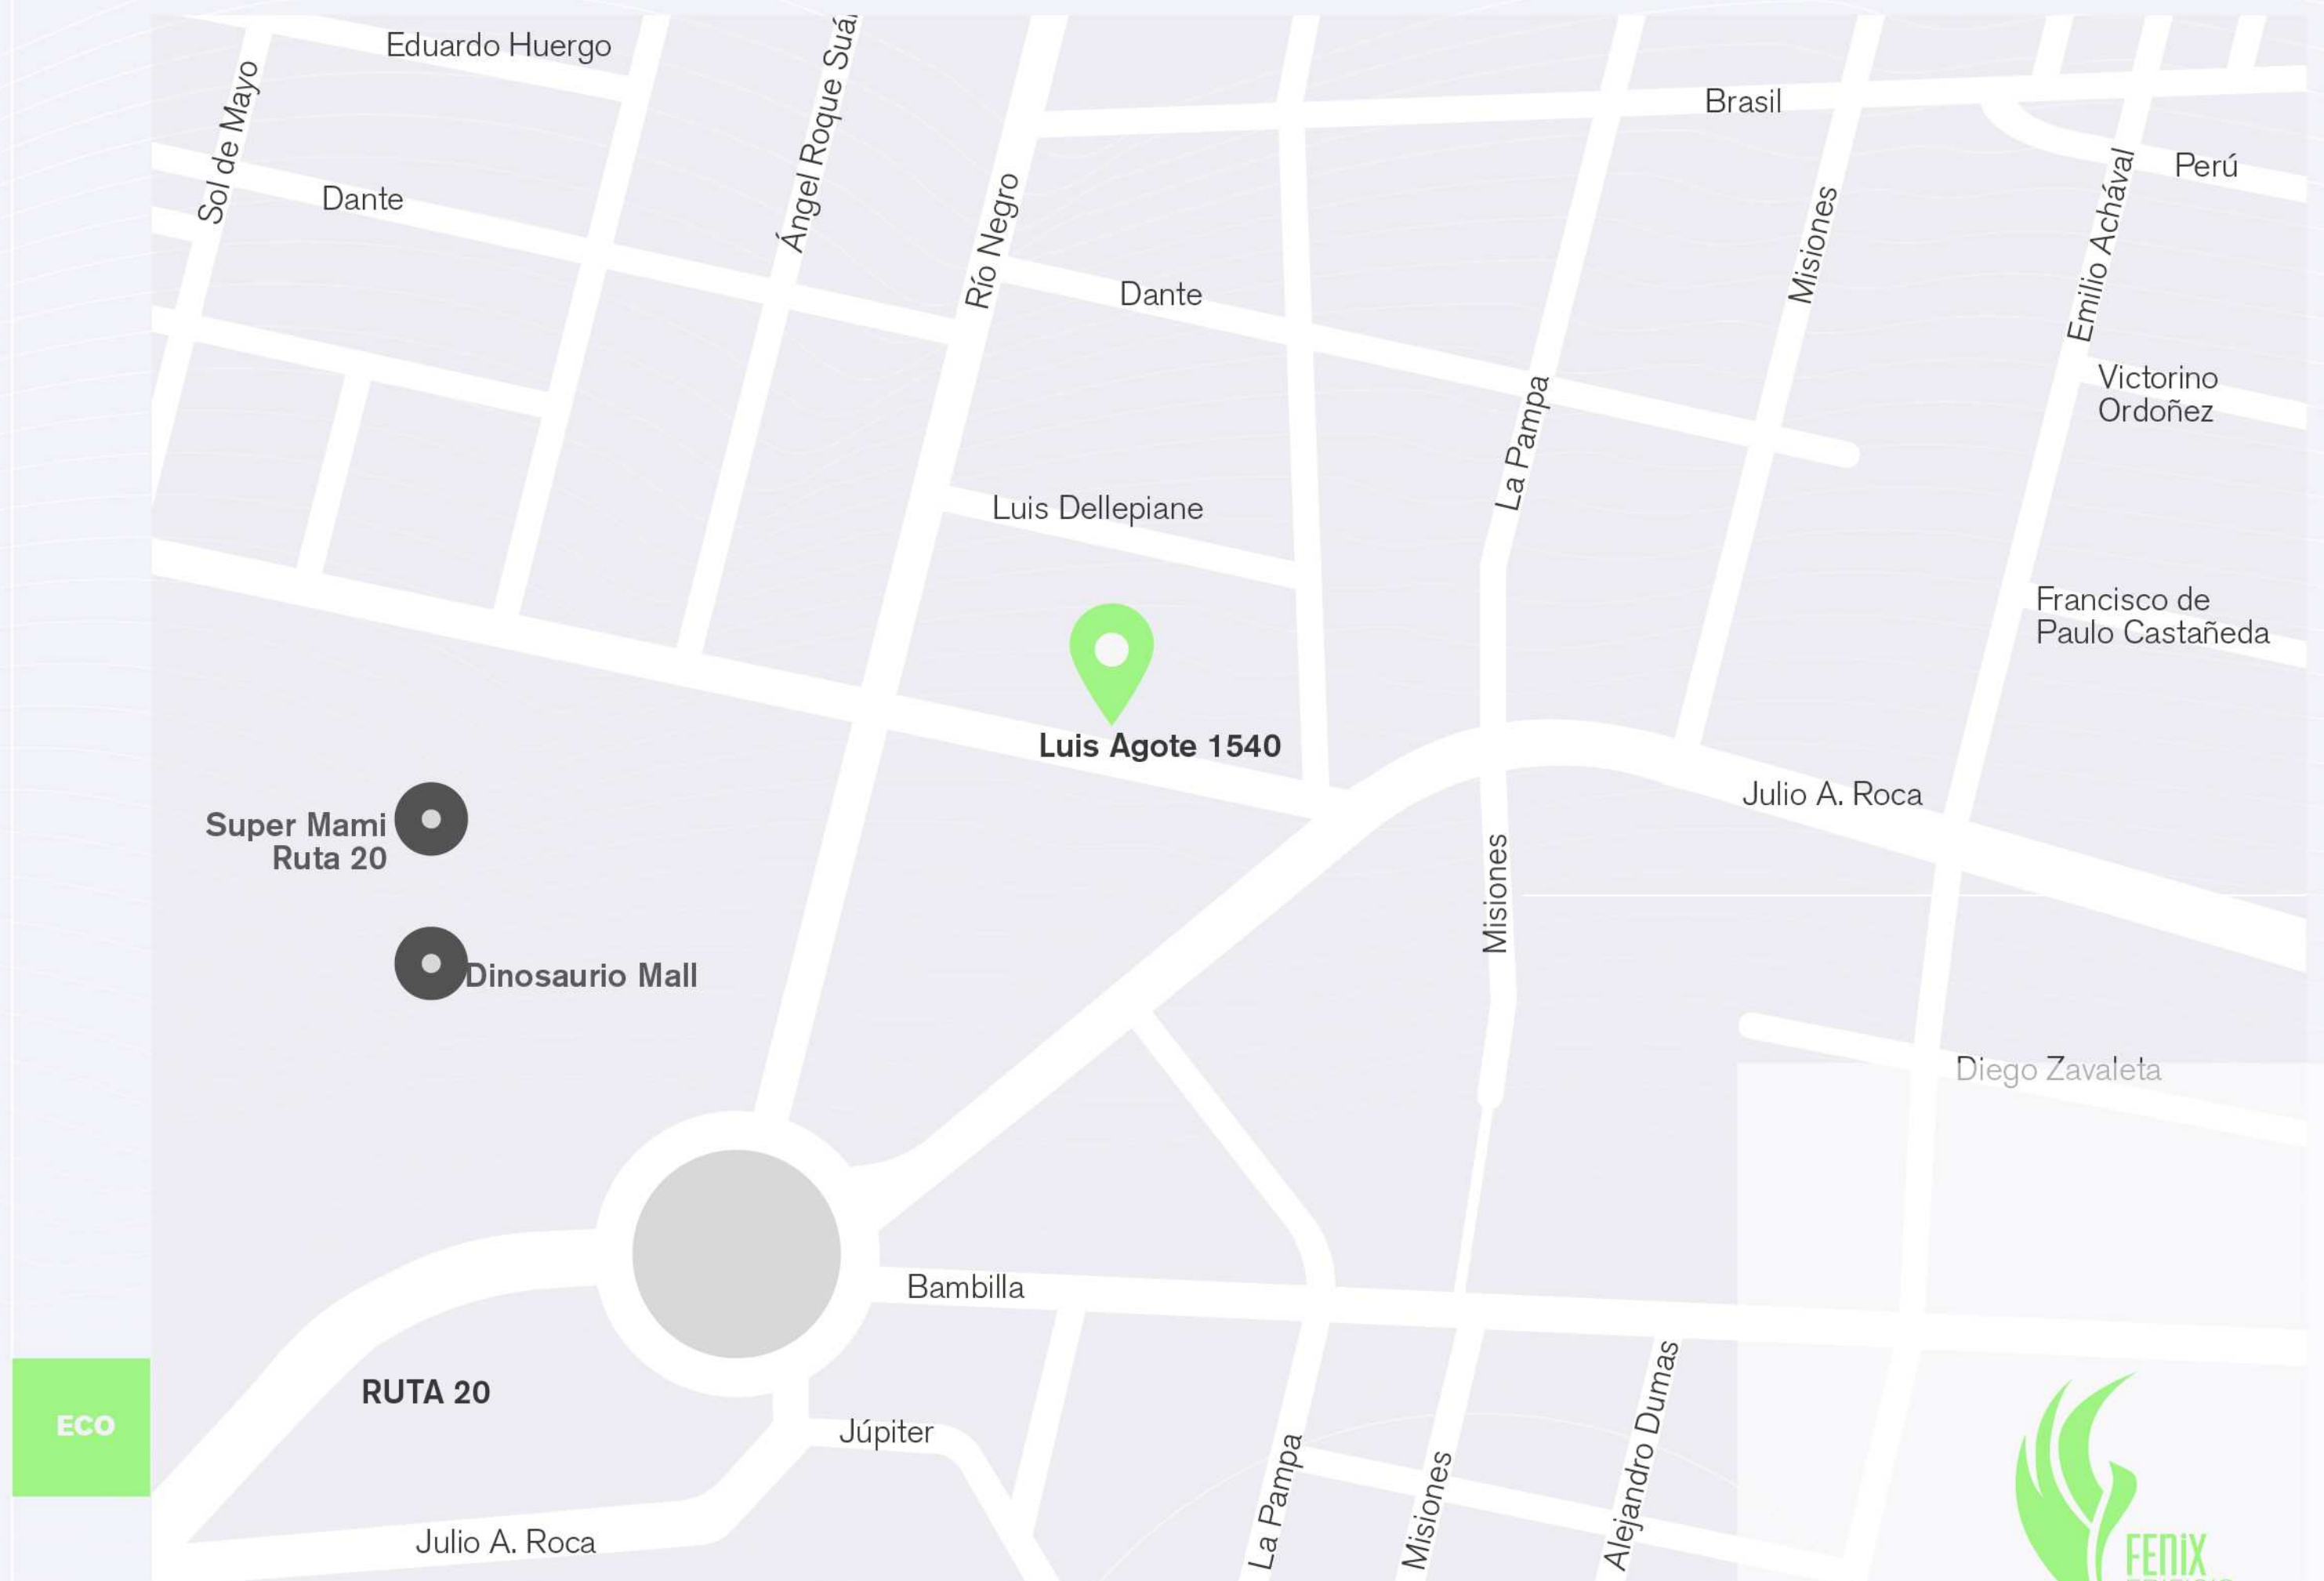 Eduardo Huergo
Sol de Mayo
Ángel Roque
Brasil
Perú
Dante
Río Negro
Misiones
Emilio Achával
Dante
Victorino
Ordoñez
La Pampa
Luis Dellepiane
Francisco de
Paulo Castañeda
Luis Agote 1540
Julio A. Roca
Super Mami
Ruta 20
Misiones
Dinosaurio Mall
Diego Zavaleta
Bambilla
RUTA 20
ECO
Júpiter
La Pampa
Misiones
Alejandro Dumas
Julio A. Roca
FENIX